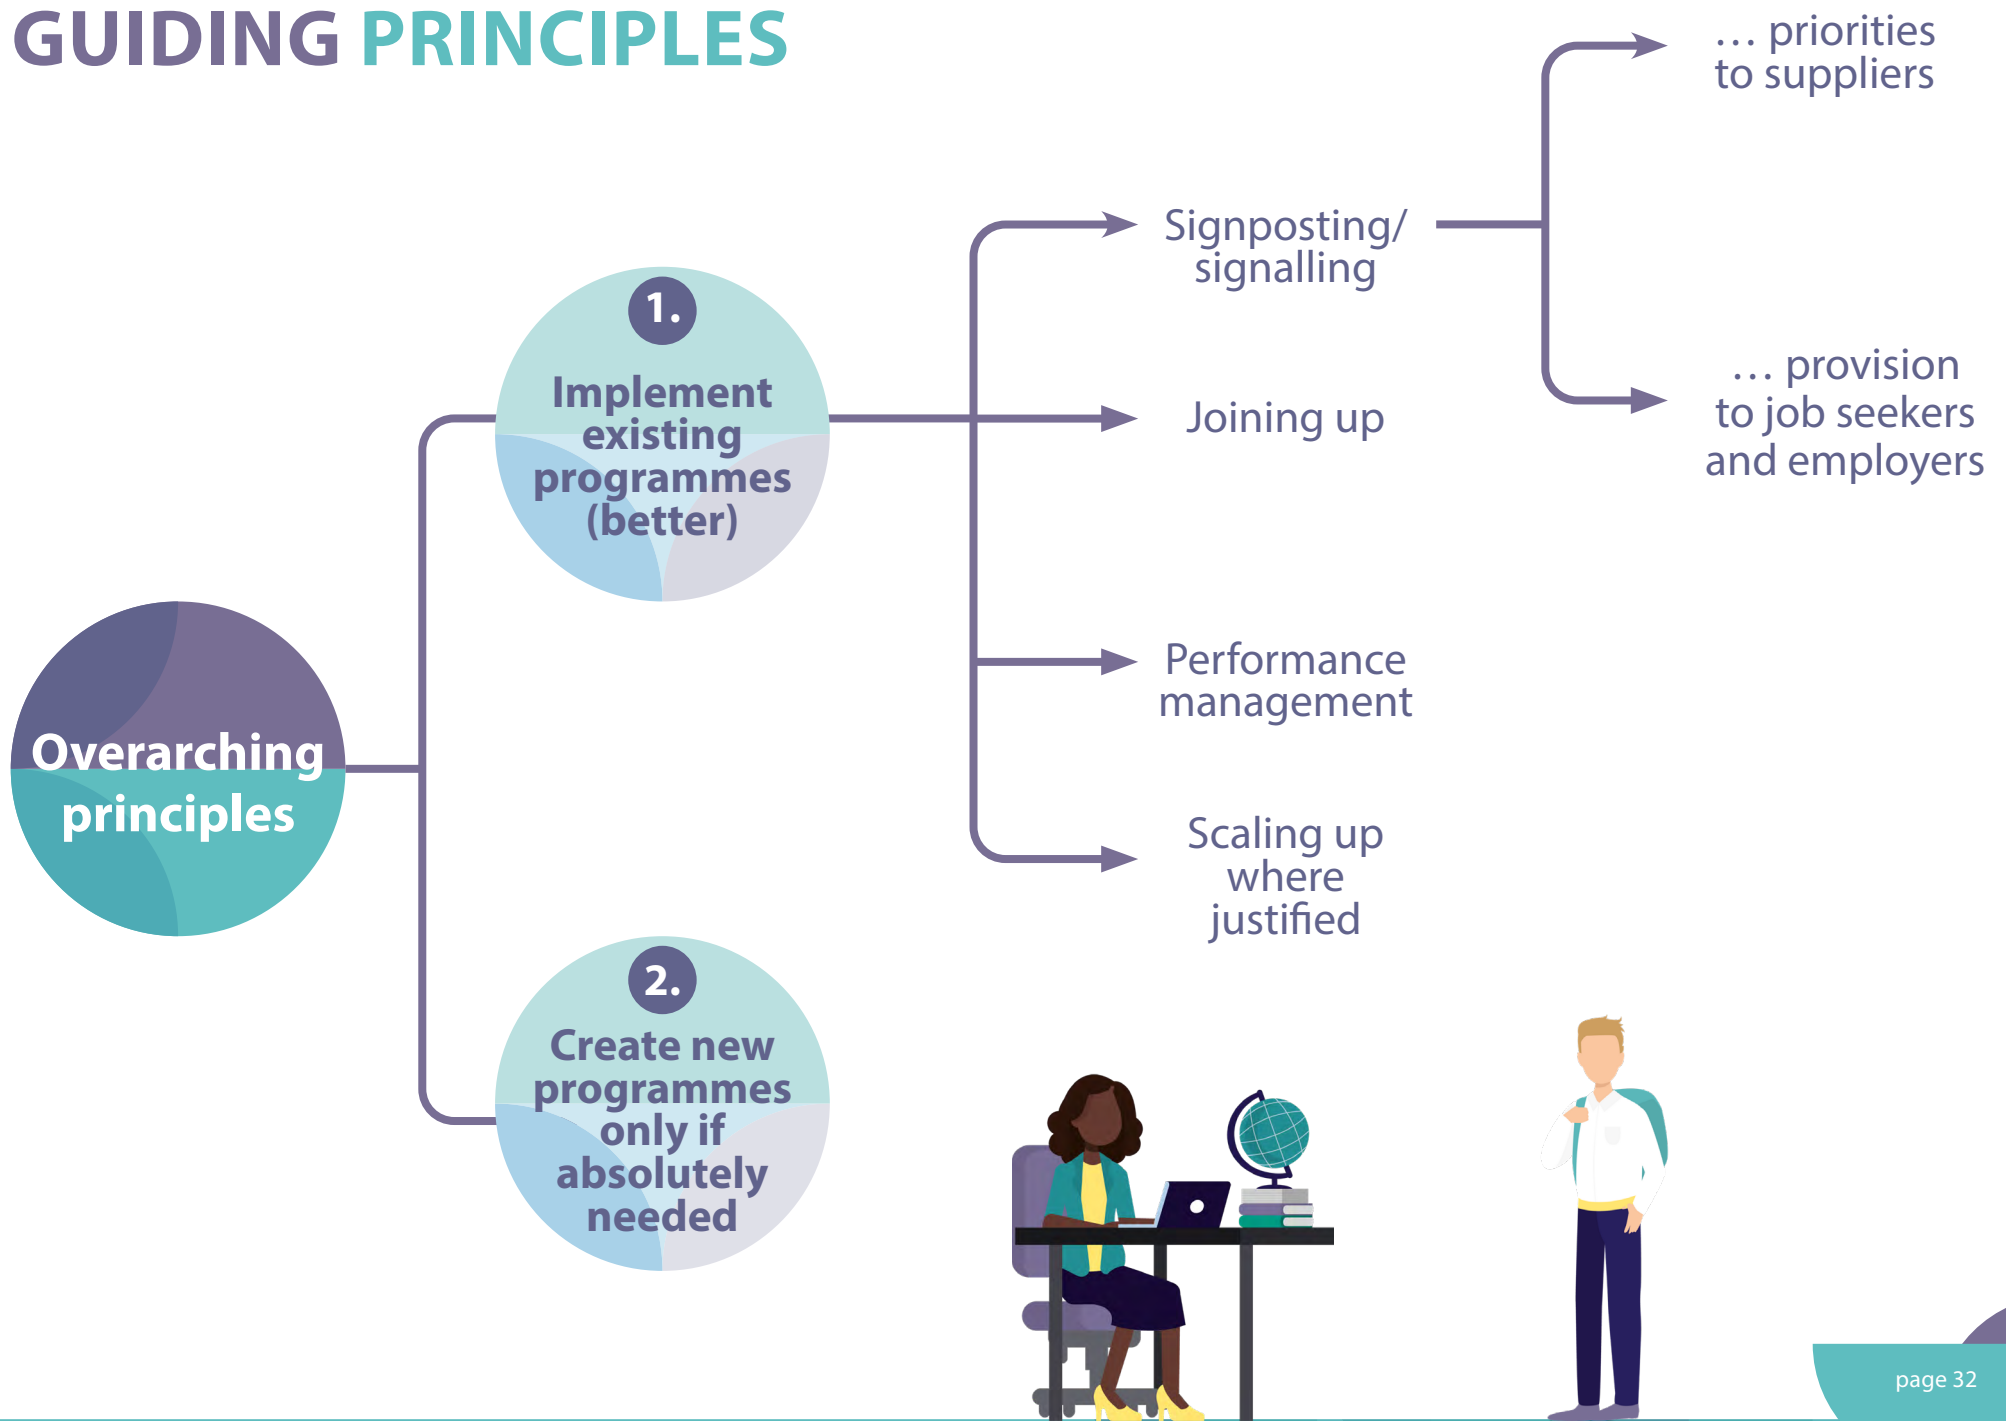 GUIDING PRINCIPLES
… priorities
to suppliers
Signposting/
signalling
1.
Implement
existing
programmes
(better)
… provision
to job seekers
and employers
Joining up
Performance
management
Overarching
principles
Scaling up
where
justified
2.
Create new
programmes
only if
absolutely
needed
page 32